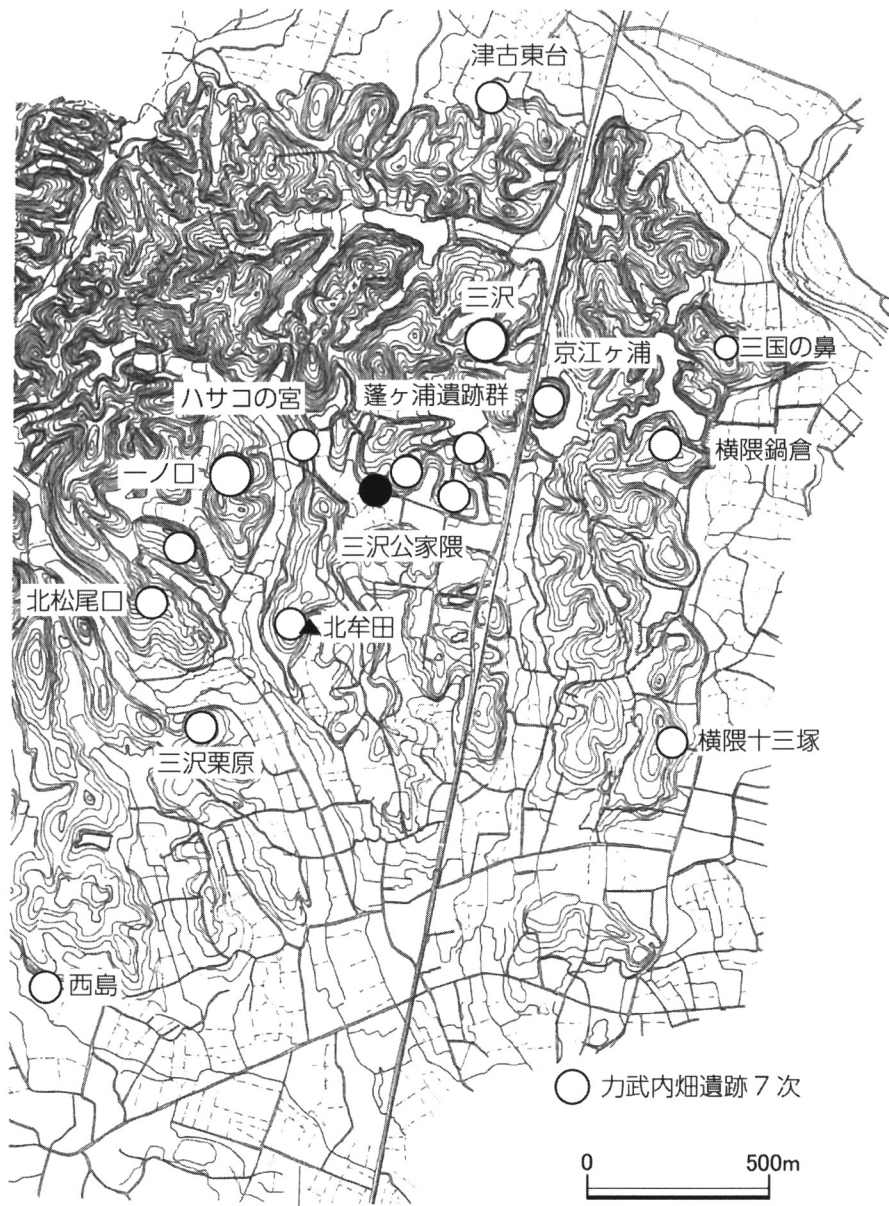 津古東台
三沢
京江ヶ浦
三国の鼻
ハサコの宮
蓬ヶ浦遺跡群
一ノ口
横隈鍋倉
三沢公家隈
北松尾口
北牟田
三沢栗原
横隈十三塚
西島
力武内畑遺跡7次
0 500m